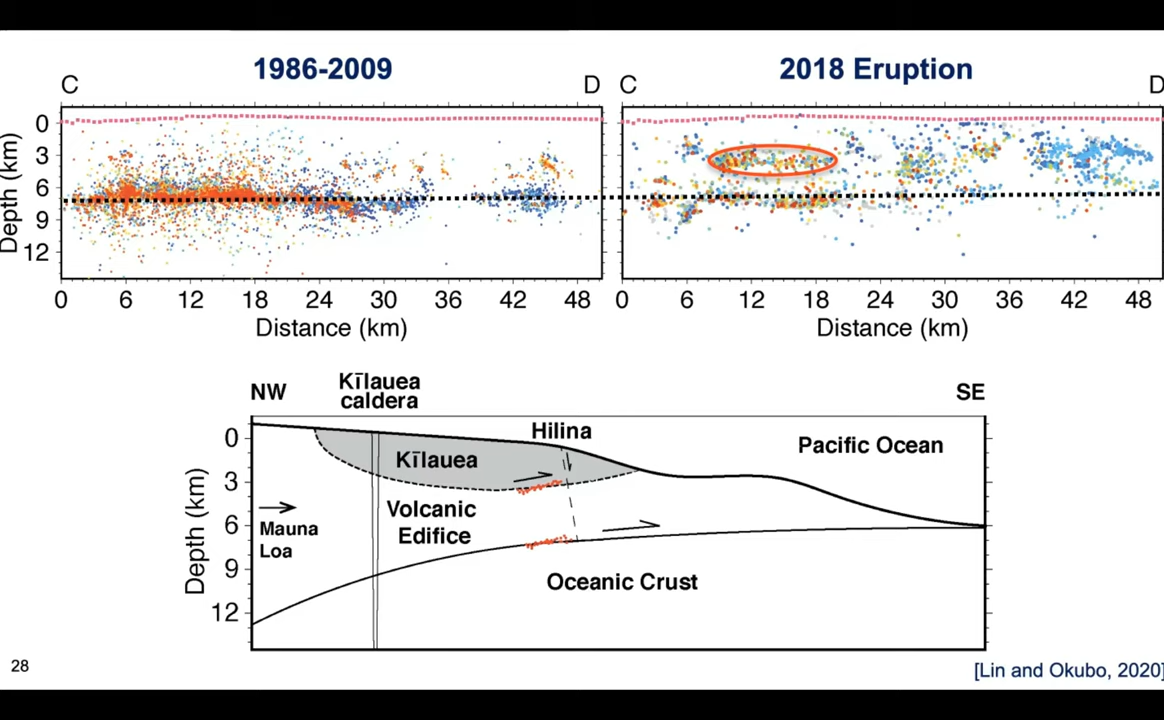 1986-2009
2018 Eruption
C
D
C
D
0
3
6
9
12
Depth (km)
0 6 12 18 24 30 36 42 48
0 6 12 18 24 30 36 42 48
Distance (km)
Distance (km)
NW
Kīlauea
caldera
SE
Hilina
Pacific Ocean
Kīlauea
0
3
6
9
12
Depth (km)
Mauna
Loa
Volcanic
Edifice
Oceanic Crust
28
[Lin and Okubo, 2020]